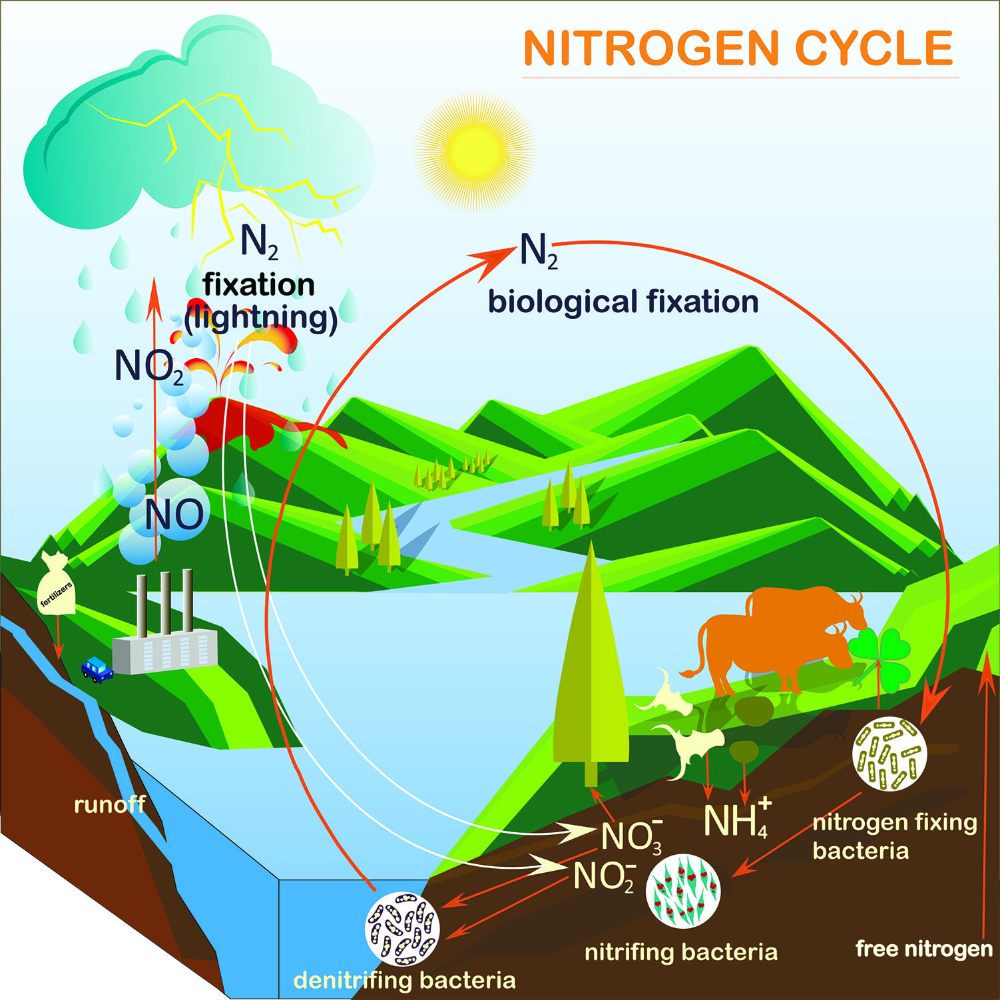 NITROGEN CYCLE
N₂
fixation
(lightning)
N₂
biological fixation
NO₂
NO
fertilizers
runoff
NH₄⁺
NO₃⁻
NO₂⁻
nitrogen fixing
bacteria
nitrifing bacteria
free nitrogen
denitrifing bacteria